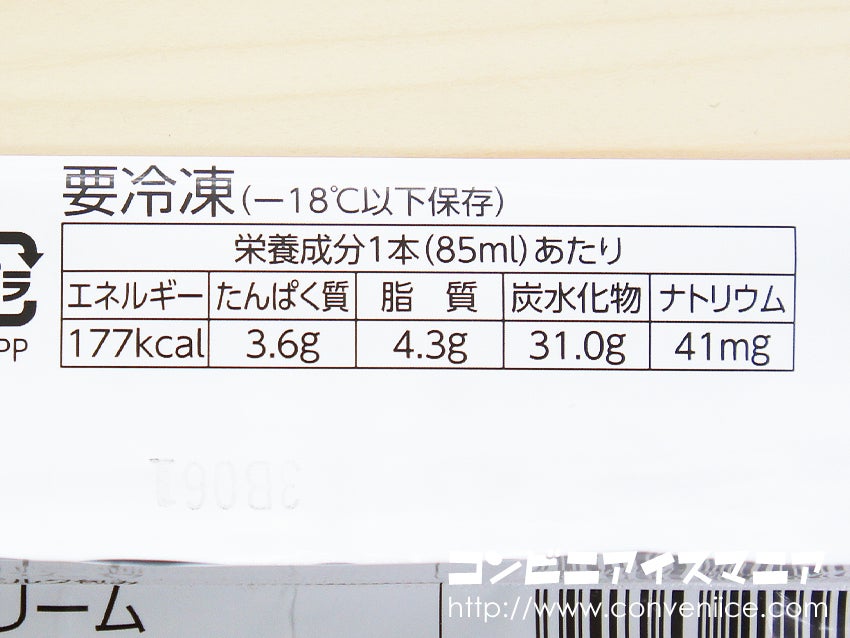 要冷凍(−18℃以下保存)
栄養成分1本(85ml)あたり
エネルギー たんぱく質 脂 質 炭水化物 ナトリウム
177kcal 3.6g 4.3g 31.0g 41mg
PP
コンビニアイスマニア
リーム
http://www.conveniice.com/